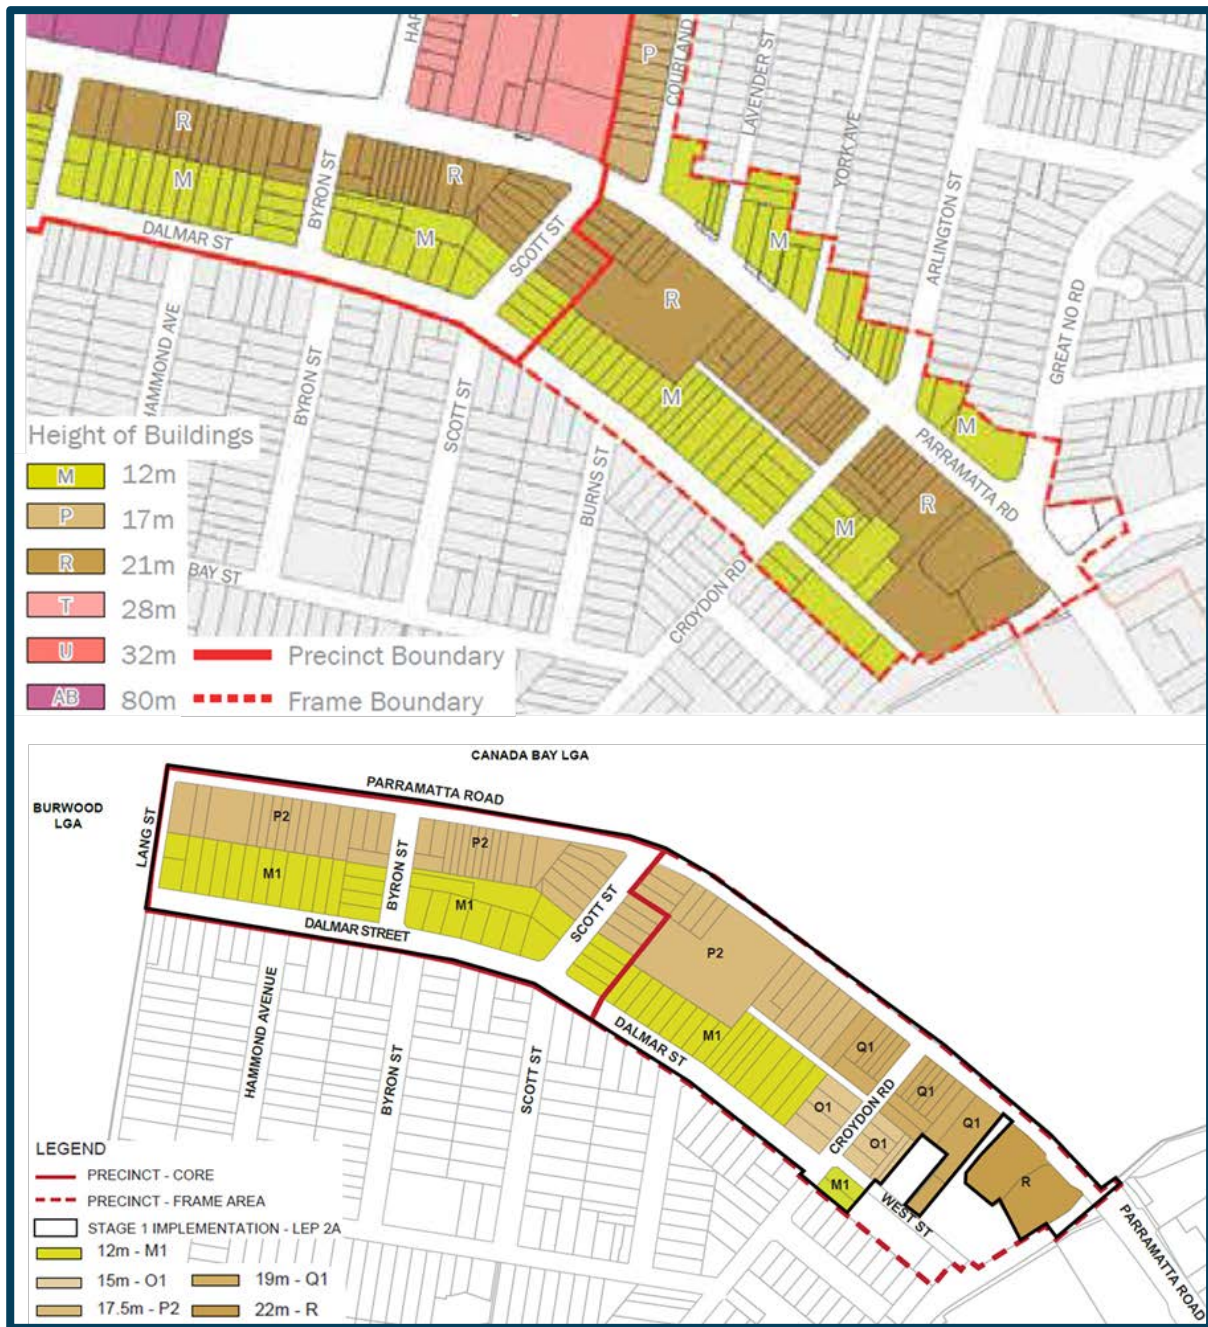 HAR
P
COURLAND
LAVENDER ST
YORK AVE
ARLINGTON ST
GREAT NO RD
R
M
BYRON ST
R
M
SCOTT ST
DALMAR ST
R
M
M
M
PARRAMATTA RD
R
M
HAMMOND AVE
BYRON ST
SCOTT ST
BURNS ST
CROYDON RD
BAY ST
Height of Buildings
M 12m
P 17m
R 21m
T 28m
U 32m
AB 80m
Precinct Boundary
Frame Boundary
CANADA BAY LGA
BURWOOD
LGA
PARRAMATTA ROAD
LANG ST
P2
P2
M1
M1
BYRON ST
SCOTT ST
DALMAR STREET
P2
M1
DALMAR ST
HAMMOND AVENUE
BYRON ST
SCOTT ST
Q1
O1
CROYDON RD
Q1
Q1
O1
M1
WEST ST
R
PARRAMATTA ROAD
LEGEND
PRECINCT - CORE
PRECINCT - FRAME AREA
STAGE 1 IMPLEMENTATION - LEP 2A
12m - M1
15m - O1
19m - Q1
17.5m - P2
22m - R